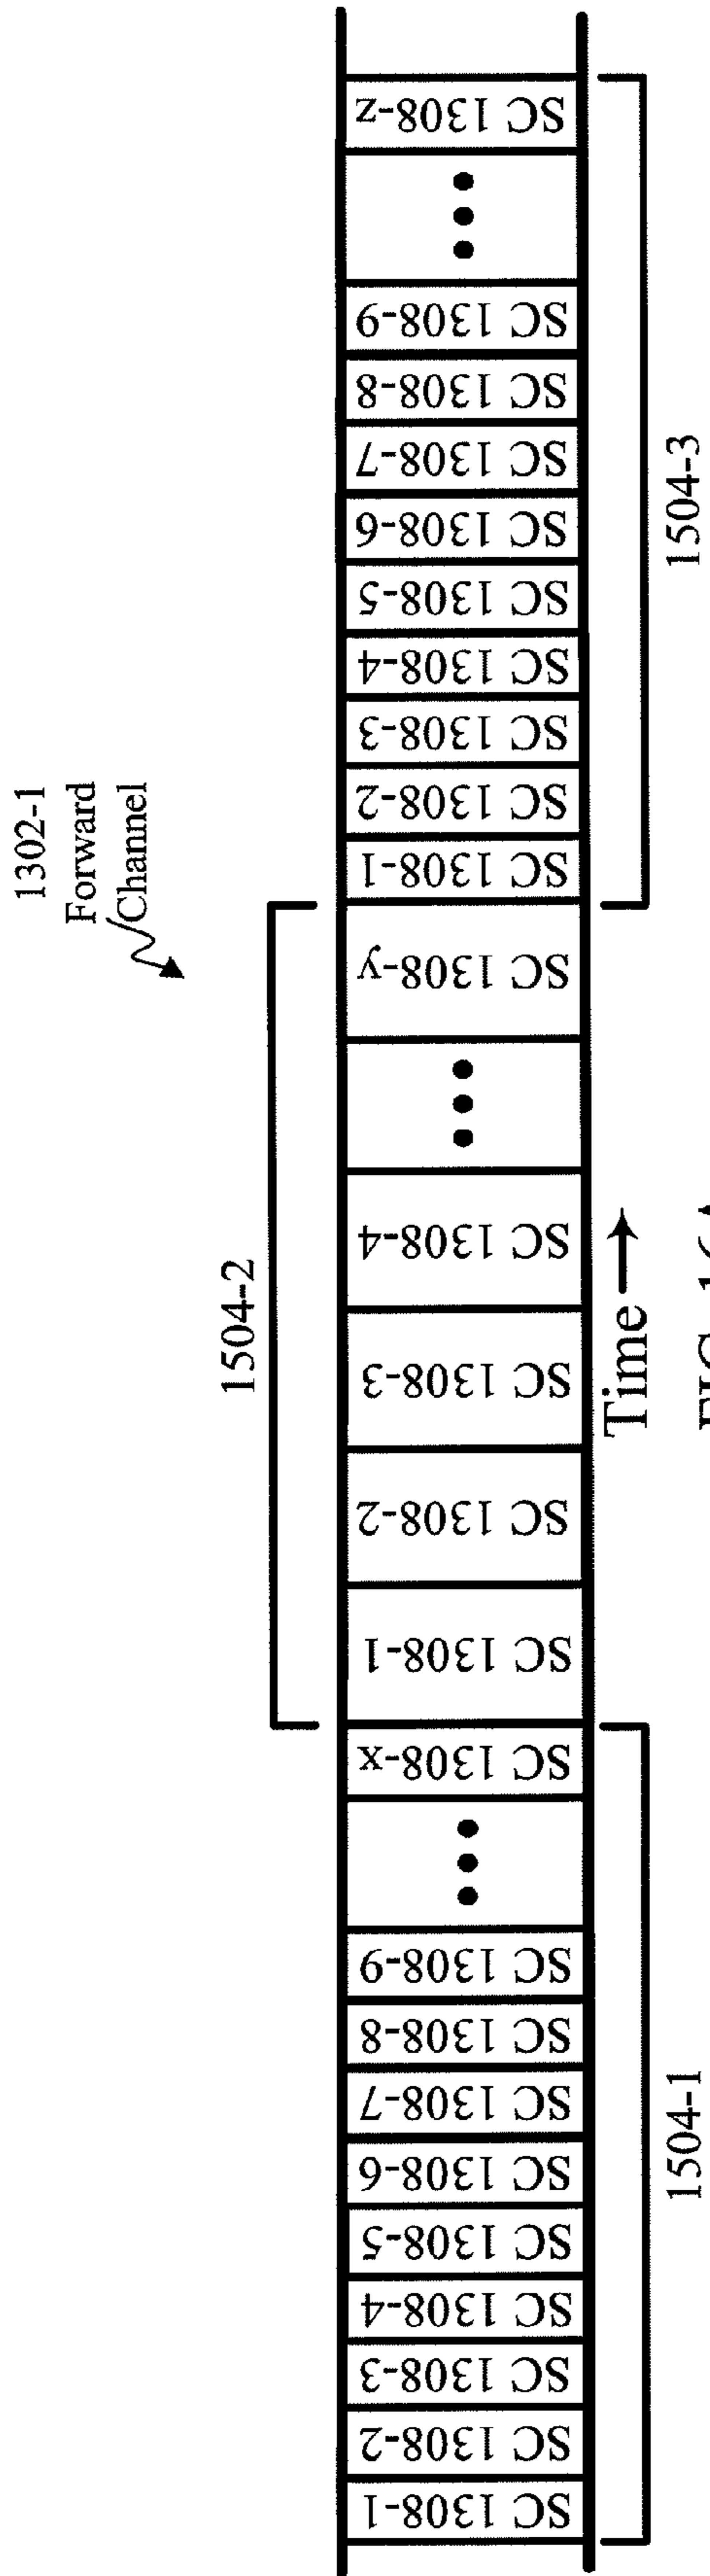 1302-1
Forward
Channel
1504-2
SC 1308-1
SC 1308-2
SC 1308-3
SC 1308-4
SC 1308-5
SC 1308-6
SC 1308-7
SC 1308-8
SC 1308-9
SC 1308-x
SC 1308-1
SC 1308-2
SC 1308-3
SC 1308-4
SC 1308-y
SC 1308-1
SC 1308-2
SC 1308-3
SC 1308-4
SC 1308-5
SC 1308-6
SC 1308-7
SC 1308-8
SC 1308-9
SC 1308-z
1504-1
Time
1504-3
FIG. 16A